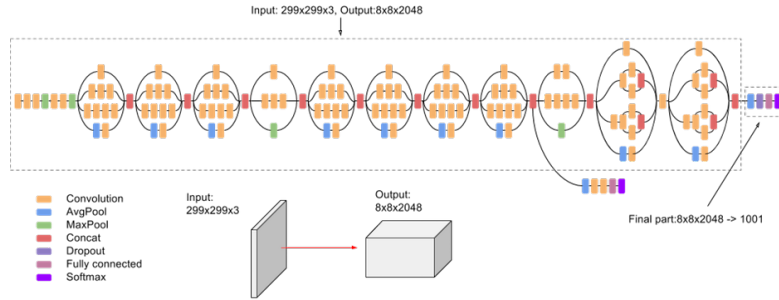 Input: 299x299x3, Output:8x8x2048
Convolution
AvgPool
MaxPool
Concat
Dropout
Fully connected
Softmax
Input:
299x299x3
Output:
8x8x2048
Final part:8x8x2048 -> 1001